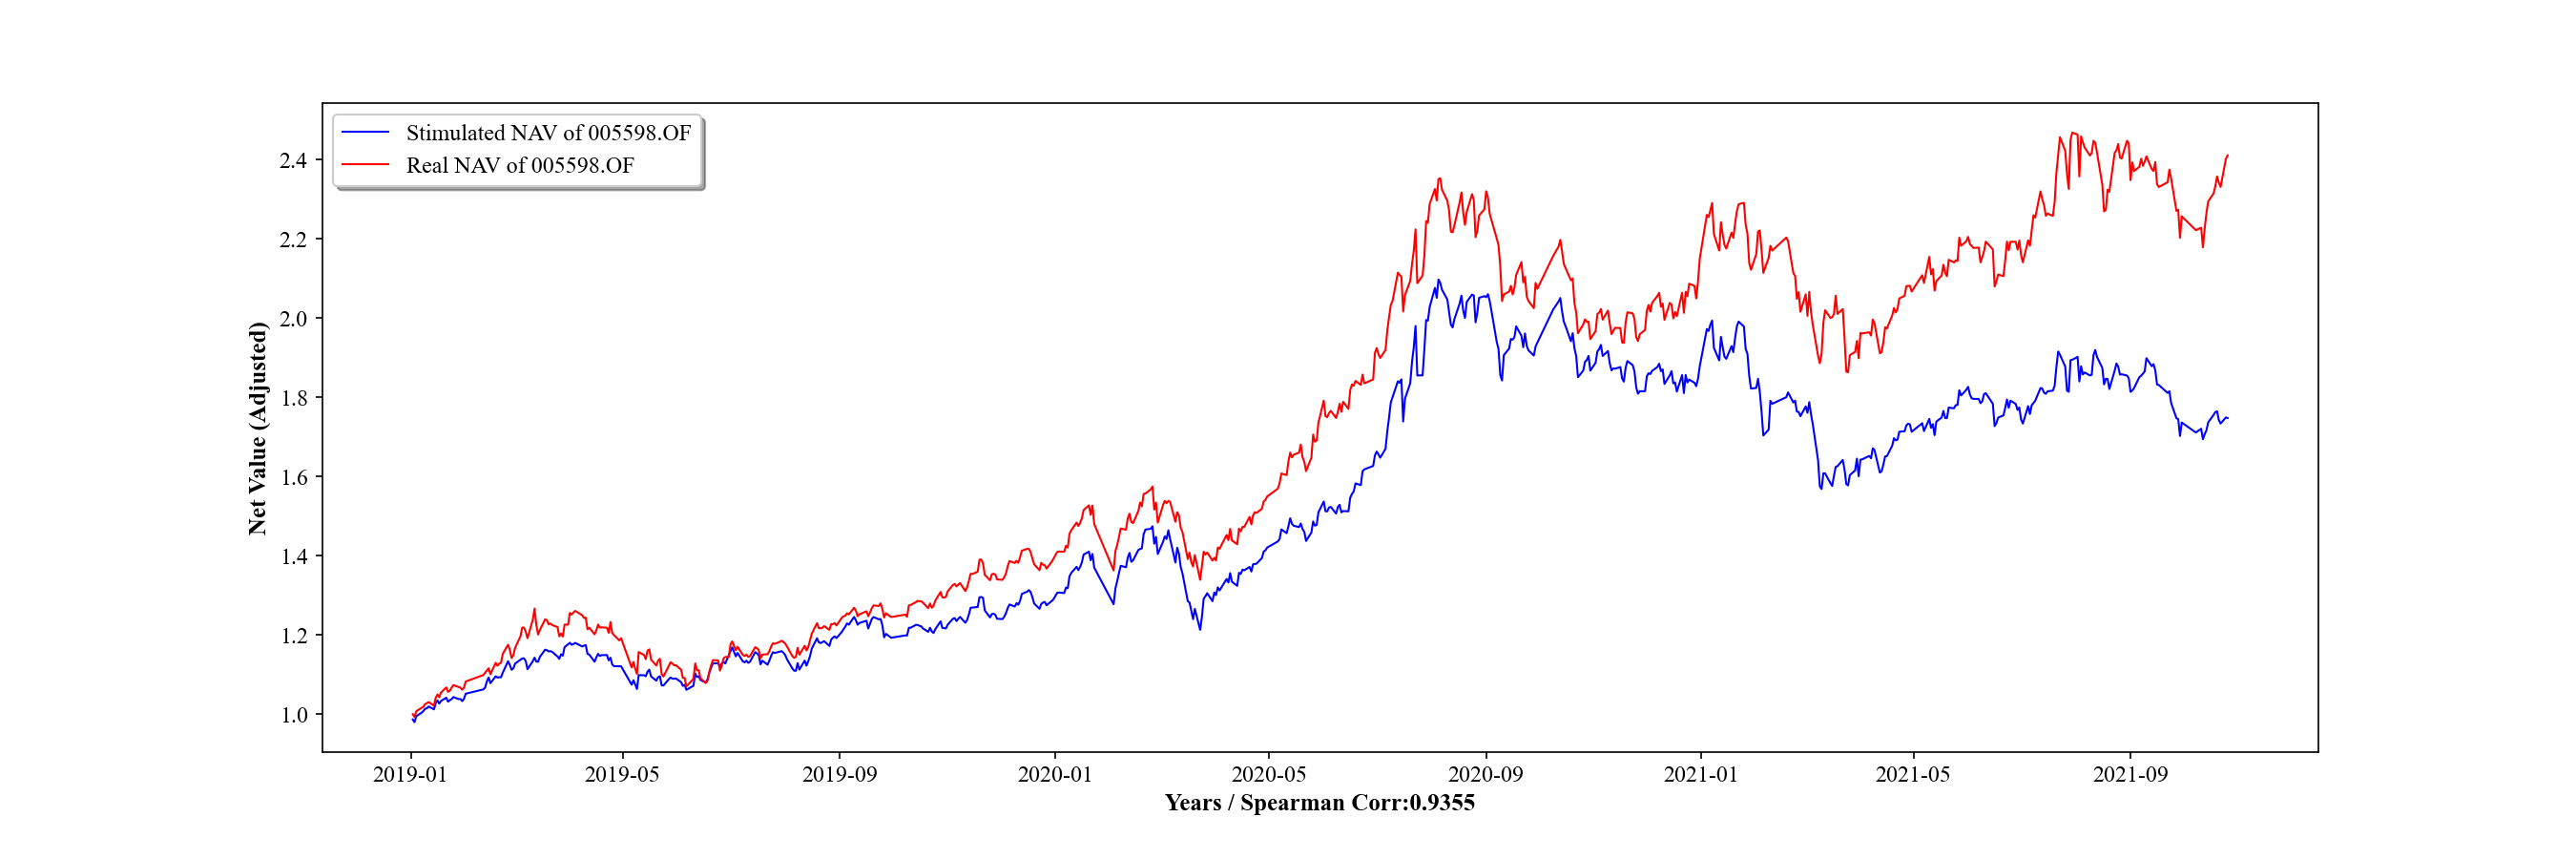 Stimulated NAV of 005598.OF
Real NAV of 005598.OF
Net Value (Adjusted)
2.4
2.2
2.0
1.8
1.6
1.4
1.2
1.0
2019-01 2019-05 2019-09 2020-01 2020-05 2020-09 2021-01 2021-05 2021-09
Years / Spearman Corr:0.9355